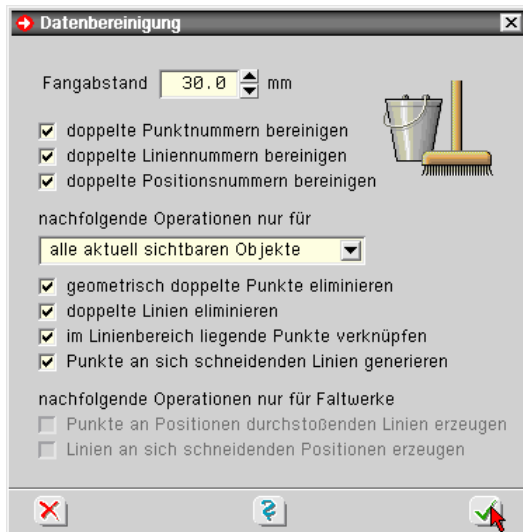 Datenbereinigung
Fangabstand 30.0 mm
doppelte Punktnummern bereinigen
doppelte Liniennummern bereinigen
doppelte Positionsnummern bereinigen
nachfolgende Operationen nur für
alle aktuell sichtbaren Objekte
geometrisch doppelte Punkte eliminieren
doppelte Linien eliminieren
im Linienbereich liegende Punkte verknüpfen
Punkte an sich schneidenden Linien generieren
nachfolgende Operationen nur für Faltwerke
Punkte an Positionen durchstoßenden Linien erzeugen
Linien an sich schneidenden Positionen erzeugen